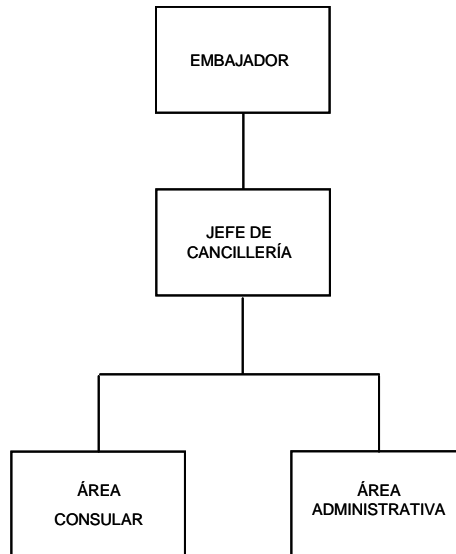 EMBAJADOR
JEFE DE
CANCILLERÍA
ÁREA
CONSULAR
ÁREA
ADMINISTRATIVA